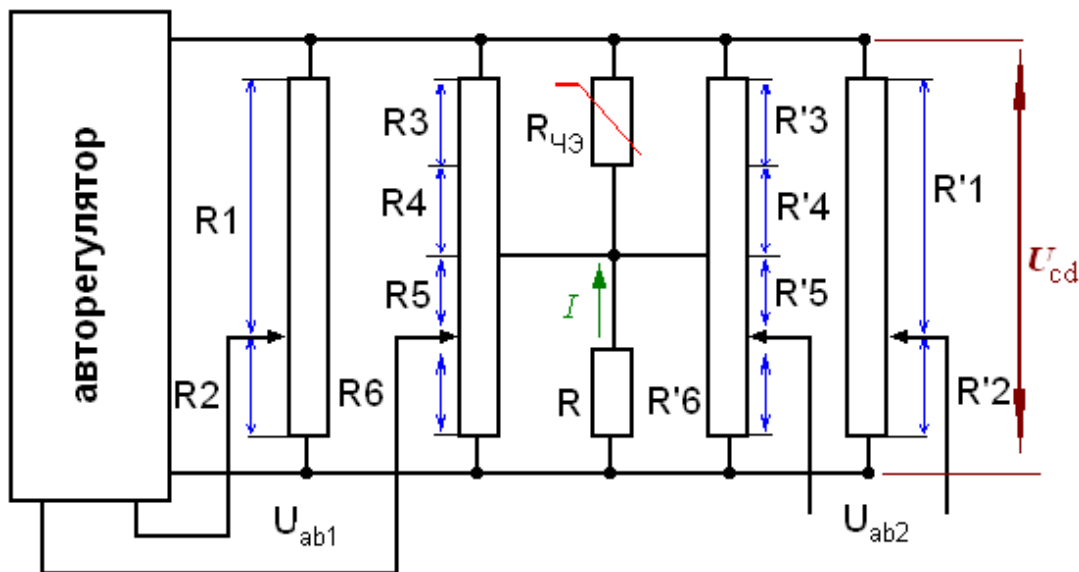 авторегулятор
R1
R2
R3
R4
R5
R6
RЧЭ
I
R
R'3
R'4
R'5
R'6
R'1
R'2
Ucd
Uab1
Uab2